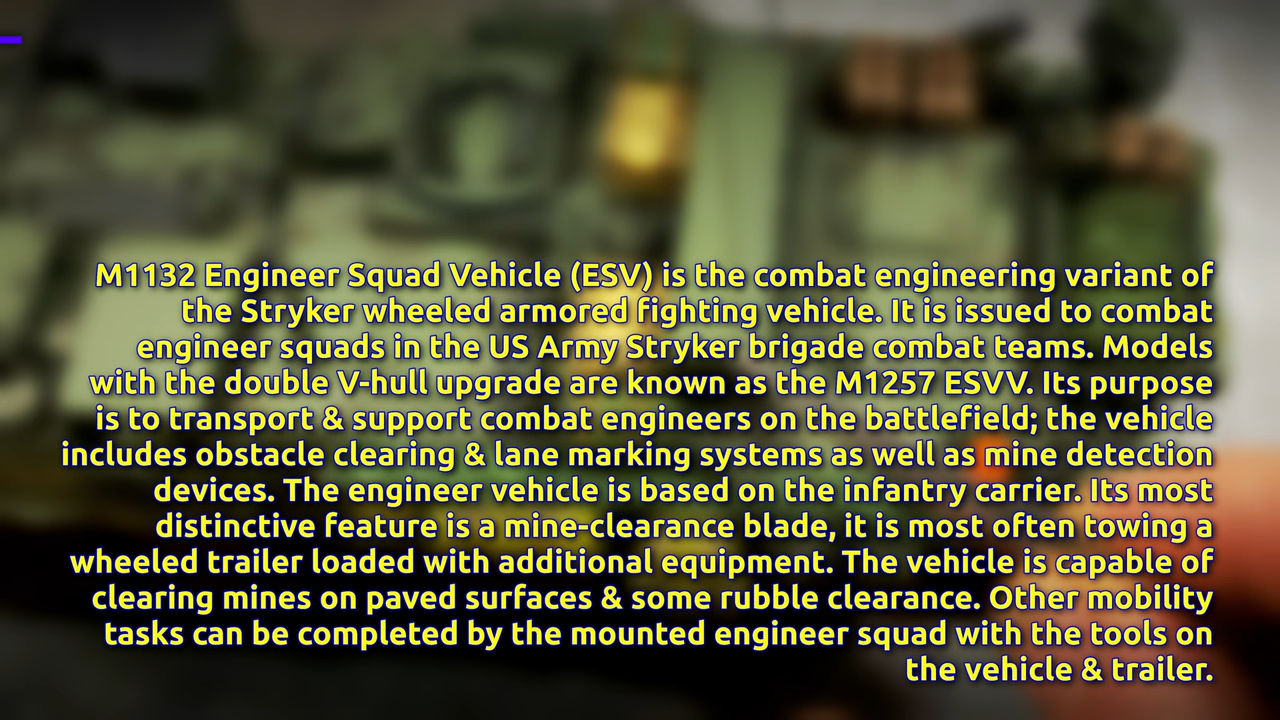 M1132 Engineer Squad Vehicle (ESV) is the combat engineering variant of
the Stryker wheeled armored fighting vehicle. It is issued to combat
engineer squads in the US Army Stryker brigade combat teams. Models
with the double V-hull upgrade are known as the M1257 ESVV. Its purpose
is to transport & support combat engineers on the battlefield; the vehicle
includes obstacle clearing & lane marking systems as well as mine detection
devices. The engineer vehicle is based on the infantry carrier. Its most
distinctive feature is a mine-clearance blade, it is most often towing a
wheeled trailer loaded with additional equipment. The vehicle is capable of
clearing mines on paved surfaces & some rubble clearance. Other mobility
tasks can be completed by the mounted engineer squad with the tools on
the vehicle & trailer.